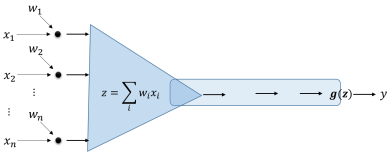 w₁
x₁
w₂
x₂
⋮ ⋮
z = ∑ᵢ wᵢxᵢ
g(z) y
wₙ
xₙ